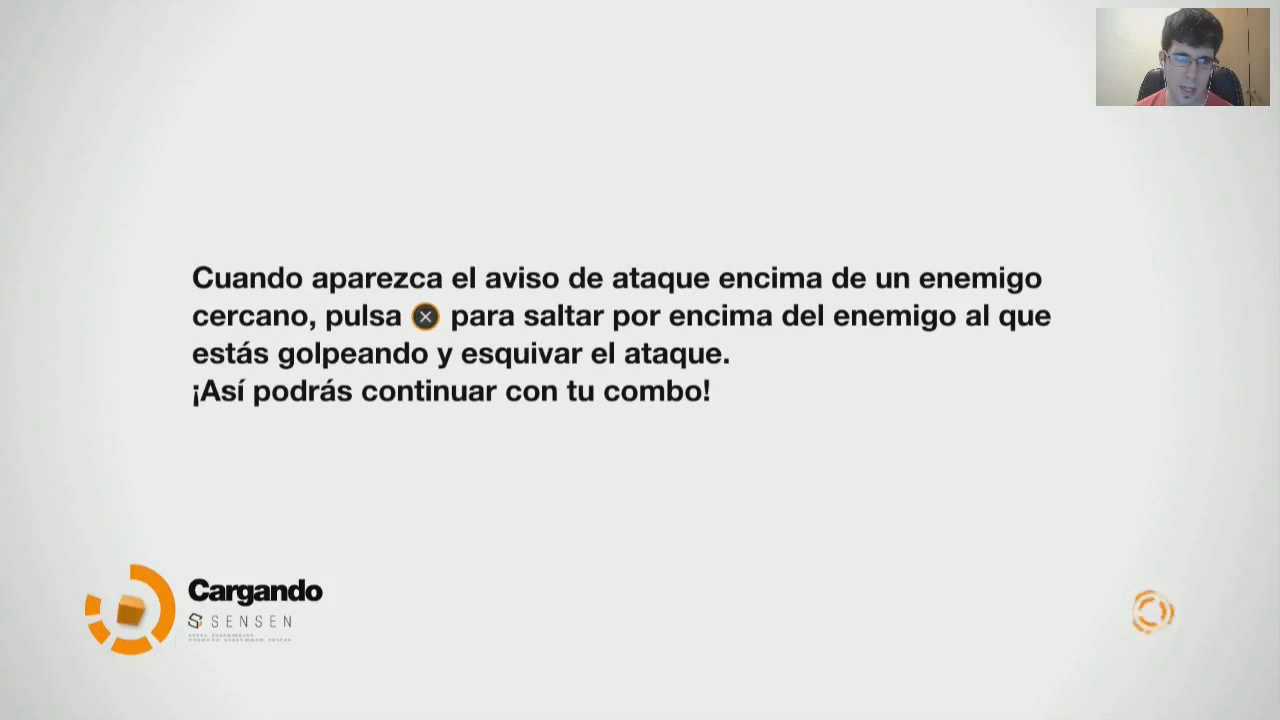 Cuando aparezca el aviso de ataque encima de un enemigo
cercano, pulsa para saltar por encima del enemigo al que
estás golpeando y esquivar el ataque.
¡Así podrás continuar con tu combo!
Cargando
SENSEN